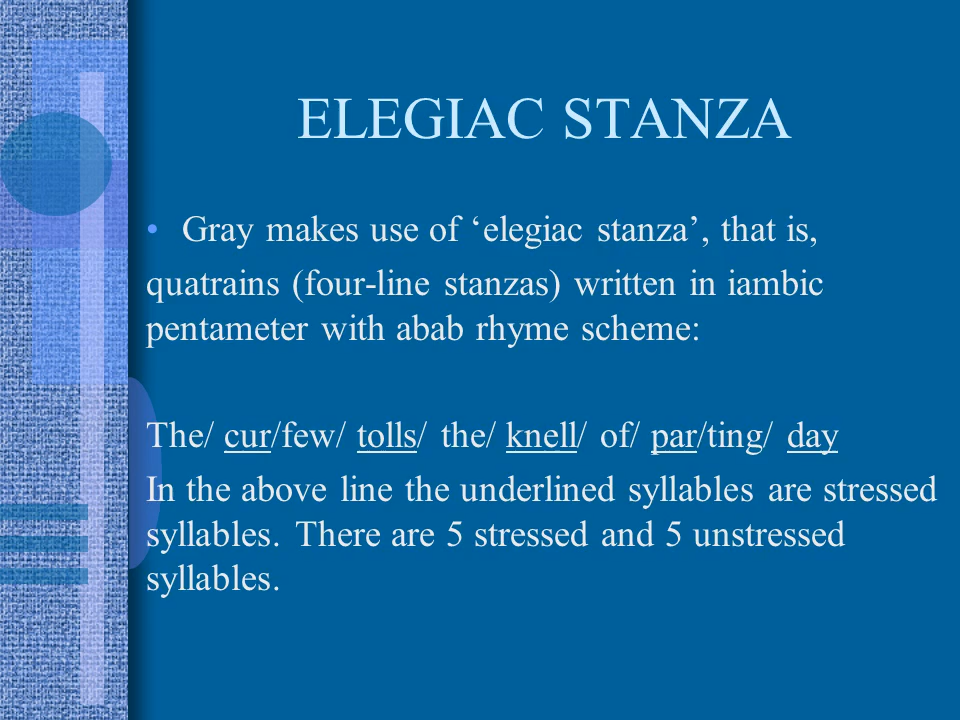 ELEGIAC STANZA
• Gray makes use of ‘elegiac stanza’, that is,
quatrains (four-line stanzas) written in iambic
pentameter with abab rhyme scheme:
The/ cur/few/ tolls/ the/ knell/ of/ par/ting/ day
In the above line the underlined syllables are stressed
syllables. There are 5 stressed and 5 unstressed
syllables.